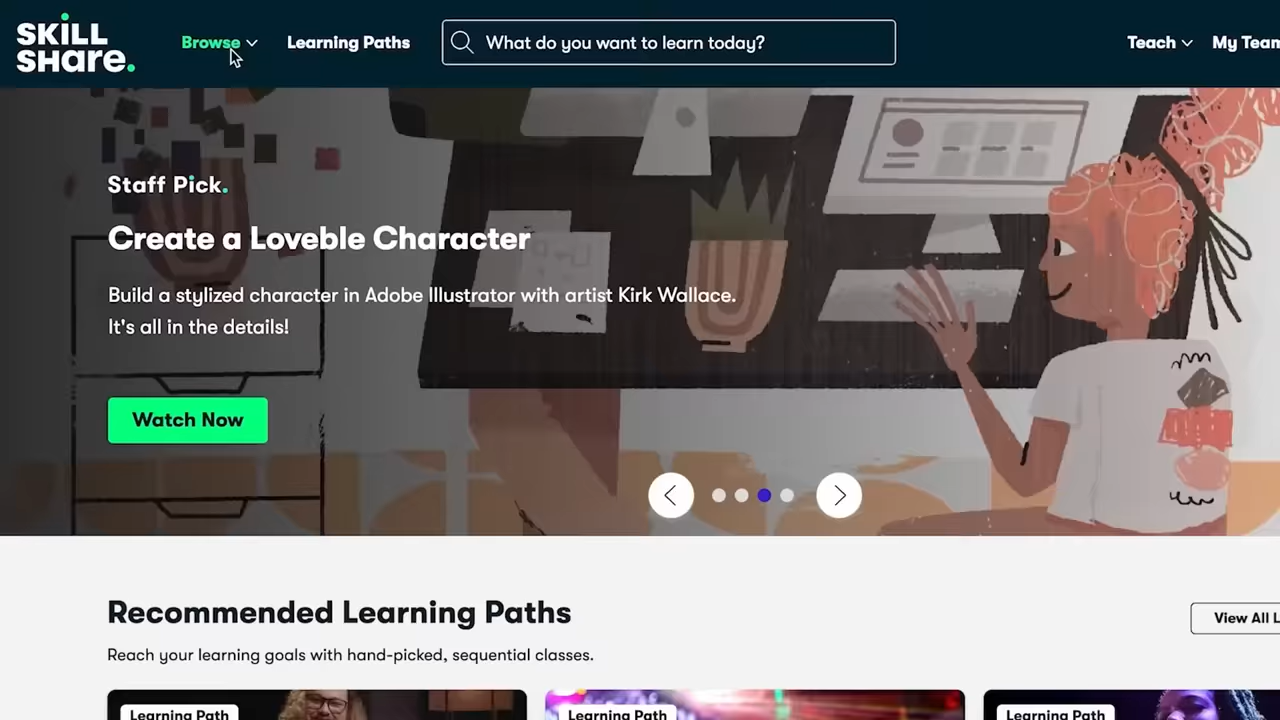 SKiLL
SHare.
Browse
Learning Paths
What do you want to learn today?
Teach
My Team
Staff Pick.
Create a Loveble Character
Build a stylized character in Adobe Illustrator with artist Kirk Wallace.
It's all in the details!
Watch Now
Recommended Learning Paths
View All L
Reach your learning goals with hand-picked, sequential classes.
Learning Path
Learning Path
Learning Path